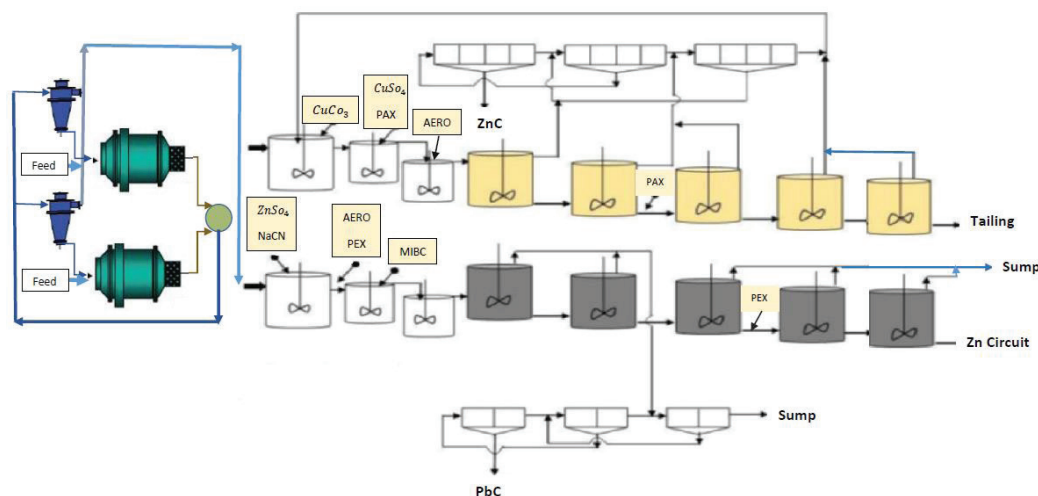 CuCo₃
CuSo₄
PAX
AERO
ZnC
Feed
ZnSo₄
NaCN
AERO
PEX
MIBC
PAX
Tailing
Feed
PEX
Sump
Zn Circuit
Sump
PbC